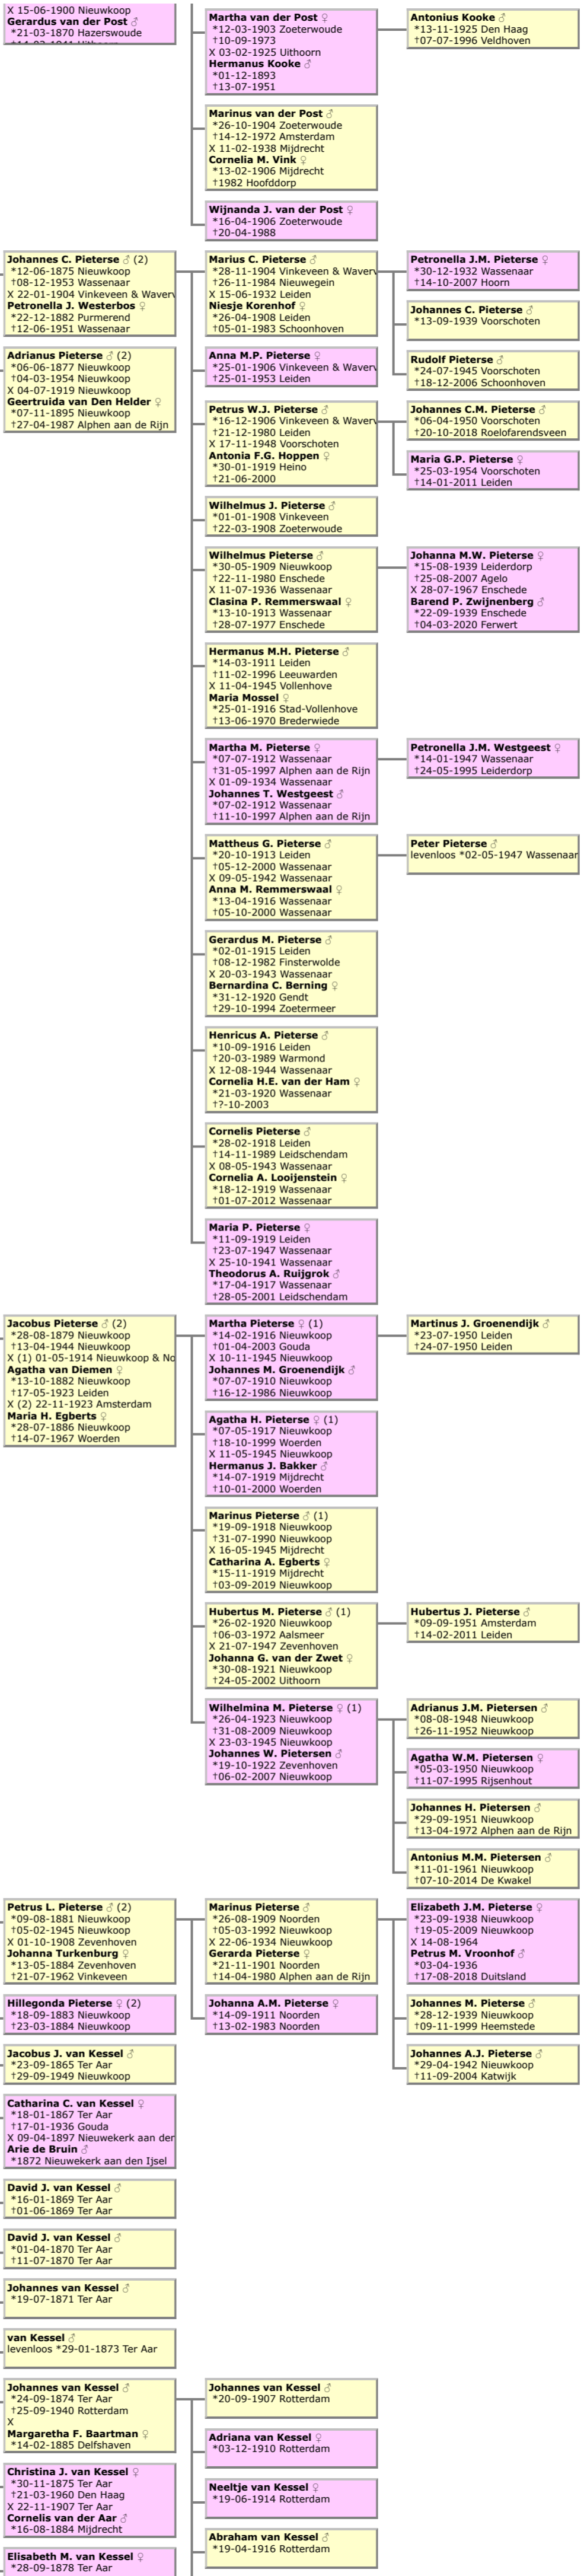 X 15-06-1900 Nieuwkoop
Gerardus van der Post ♂
*21-03-1870 Hazerswoude
Johannes C. Pieterse ♂ (2)
*12-06-1875 Nieuwkoop
†08-12-1953 Wassenaar
X 22-01-1904 Vinkeveen & Waverv
Petronella J. Westerbos ♀
*22-12-1882 Purmerend
†12-06-1951 Wassenaar
Adrianus Pieterse ♂ (2)
*06-06-1877 Nieuwkoop
†04-03-1954 Nieuwkoop
X 04-07-1919 Nieuwkoop
Geertruida van Den Helder ♀
*07-11-1895 Nieuwkoop
†27-04-1987 Alphen aan de Rijn
Jacobus Pieterse ♂ (2)
*28-08-1879 Nieuwkoop
†13-04-1944 Nieuwkoop
X (1) 01-05-1914 Nieuwkoop & No
Agatha van Diemen ♀
*13-10-1882 Nieuwkoop
†17-05-1923 Leiden
X (2) 22-11-1923 Amsterdam
Maria H. Egberts ♀
*28-07-1886 Nieuwkoop
†14-07-1967 Woerden
Petrus L. Pieterse ♂ (2)
*09-08-1881 Nieuwkoop
†05-02-1945 Nieuwkoop
X 01-10-1908 Zevenhoven
Johanna Turkenburg ♀
*13-05-1884 Zevenhoven
†21-07-1962 Vinkeveen
Hillegonda Pieterse ♀ (2)
*18-09-1883 Nieuwkoop
†23-03-1884 Nieuwkoop
Jacobus J. van Kessel ♂
*23-09-1865 Ter Aar
†29-09-1949 Nieuwkoop
Catharina C. van Kessel ♀
*18-01-1867 Ter Aar
†17-01-1936 Gouda
X 09-04-1897 Nieuwekerk aan der
Arie de Bruin ♂
*1872 Nieuwekerk aan den Ijsel
David J. van Kessel ♂
*16-01-1869 Ter Aar
†01-06-1869 Ter Aar
David J. van Kessel ♂
*01-04-1870 Ter Aar
†11-07-1870 Ter Aar
Johannes van Kessel ♂
*19-07-1871 Ter Aar
van Kessel ♂
levenloos *29-01-1873 Ter Aar
Johannes van Kessel ♂
*24-09-1874 Ter Aar
†25-09-1940 Rotterdam
X
Margaretha F. Baartman ♀
*14-02-1885 Delfshaven
Christina J. van Kessel ♀
*30-11-1875 Ter Aar
†21-03-1960 Den Haag
X 22-11-1907 Ter Aar
Cornelis van der Aar ♂
*16-08-1884 Mijdrecht
Elisabeth M. van Kessel ♀
*28-09-1878 Ter Aar
Martha van der Post ♀
*12-03-1903 Zoeterwoude
†10-09-1973
X 03-02-1925 Uithoorn
Hermanus Kooke ♂
*01-12-1893
†13-07-1951
Marinus van der Post ♂
*26-10-1904 Zoeterwoude
†14-12-1972 Amsterdam
X 11-02-1938 Mijdrecht
Cornelia M. Vink ♀
*13-02-1906 Mijdrecht
†1982 Hoofddorp
Wijnanda J. van der Post ♀
*16-04-1906 Zoeterwoude
†20-04-1988
Marius C. Pieterse ♂
*28-11-1904 Vinkeveen & Waverv
†26-11-1984 Nieuwegein
X 15-06-1932 Leiden
Niesje Korenhof ♀
*26-04-1908 Leiden
†05-01-1983 Schoonhoven
Anna M.P. Pieterse ♀
*25-01-1906 Vinkeveen & Waverv
†25-01-1953 Leiden
Petrus W.J. Pieterse ♂
*16-12-1906 Vinkeveen & Waverv
†21-12-1980 Leiden
X 17-11-1948 Voorschoten
Antonia F.G. Hoppen ♀
*30-01-1919 Heino
†21-06-2000
Wilhelmus J. Pieterse ♂
*01-01-1908 Vinkeveen
†22-03-1908 Zoeterwoude
Wilhelmus Pieterse ♂
*30-05-1909 Nieuwkoop
†22-11-1980 Enschede
X 11-07-1936 Wassenaar
Clasina P. Remmerswaal ♀
*13-10-1913 Wassenaar
†28-07-1977 Enschede
Hermanus M.H. Pieterse ♂
*14-03-1911 Leiden
†11-02-1996 Leeuwarden
X 11-04-1945 Vollenhove
Maria Mossel ♀
*25-01-1916 Stad-Vollenhove
†13-06-1970 Brederwiede
Martha M. Pieterse ♀
*07-07-1912 Wassenaar
†31-05-1997 Alphen aan de Rijn
X 01-09-1934 Wassenaar
Johannes T. Westgeest ♂
*07-02-1912 Wassenaar
†11-10-1997 Alphen aan de Rijn
Mattheus G. Pieterse ♂
*20-10-1913 Leiden
†05-12-2000 Wassenaar
X 09-05-1942 Wassenaar
Anna M. Remmerswaal ♀
*13-04-1916 Wassenaar
†05-10-2000 Wassenaar
Gerardus M. Pieterse ♂
*02-01-1915 Leiden
†08-12-1982 Finsterwolde
X 20-03-1943 Wassenaar
Bernardina C. Berning ♀
*31-12-1920 Gendt
†29-10-1994 Zoetermeer
Henricus A. Pieterse ♂
*10-09-1916 Leiden
†20-03-1989 Warmond
X 12-08-1944 Wassenaar
Cornelia H.E. van der Ham ♀
*21-03-1920 Wassenaar
†?-10-2003
Cornelis Pieterse ♂
*28-02-1918 Leiden
†14-11-1989 Leidschendam
X 08-05-1943 Wassenaar
Cornelia A. Looijenstein ♀
*18-12-1919 Wassenaar
†01-07-2012 Wassenaar
Maria P. Pieterse ♀
*11-09-1919 Leiden
†23-07-1947 Wassenaar
X 25-10-1941 Wassenaar
Theodorus A. Ruijgrok ♂
*17-04-1917 Wassenaar
†28-05-2001 Leidschendam
Martha Pieterse ♀ (1)
*14-02-1916 Nieuwkoop
†01-04-2003 Gouda
X 10-11-1945 Nieuwkoop
Johannes M. Groenendijk ♂
*07-07-1910 Nieuwkoop
†16-12-1986 Nieuwkoop
Agatha H. Pieterse ♀ (1)
*07-05-1917 Nieuwkoop
†18-10-1999 Woerden
X 11-05-1945 Nieuwkoop
Hermanus J. Bakker ♂
*14-07-1919 Mijdrecht
†10-01-2000 Woerden
Marinus Pieterse ♂ (1)
*19-09-1918 Nieuwkoop
†31-07-1990 Nieuwkoop
X 16-05-1945 Mijdrecht
Catharina A. Egberts ♀
*15-11-1919 Mijdrecht
†03-09-2019 Nieuwkoop
Hubertus M. Pieterse ♂ (1)
*26-02-1920 Nieuwkoop
†06-03-1972 Aalsmeer
X 21-07-1947 Zevenhoven
Johanna G. van der Zwet ♀
*30-08-1921 Nieuwkoop
†24-05-2002 Uithoorn
Wilhelmina M. Pieterse ♀ (1)
*26-04-1923 Nieuwkoop
†31-08-2009 Nieuwkoop
X 23-03-1945 Nieuwkoop
Johannes W. Pietersen ♂
*19-10-1922 Zevenhoven
†06-02-2007 Nieuwkoop
Marinus Pieterse ♂
*26-08-1909 Noorden
†05-03-1992 Noorden
X 22-06-1934 Nieuwkoop
Gerarda Pieterse ♀
*21-11-1901 Noorden
†14-04-1980 Alphen aan de Rijn
Johanna A.M. Pieterse ♀
*14-09-1911 Noorden
†13-02-1983 Noorden
Johannes van Kessel ♂
*20-09-1907 Rotterdam
Adriana van Kessel ♀
*03-12-1910 Rotterdam
Neeltje van Kessel ♀
*19-06-1914 Rotterdam
Abraham van Kessel ♂
*19-04-1916 Rotterdam
Antonius Kooke ♂
*13-11-1925 Den Haag
†07-07-1996 Veldhoven
Petronella J.M. Pieterse ♀
*30-12-1932 Wassenaar
†14-10-2007 Hoorn
Johannes C. Pieterse ♂
*13-09-1939 Voorschoten
Rudolf Pieterse ♂
*24-07-1945 Voorschoten
†18-12-2006 Schoonhoven
Johannes C.M. Pieterse ♂
*06-04-1950 Voorschoten
†20-10-2018 Roelofarendsveen
Maria G.P. Pieterse ♀
*25-03-1954 Voorschoten
†14-01-2011 Leiden
Johanna M.W. Pieterse ♀
*15-08-1939 Leiderdorp
†25-08-2007 Agelo
X 28-07-1967 Enschede
Barend P. Zwijnenberg ♂
*22-09-1939 Enschede
†04-03-2020 Ferwert
Petronella J.M. Westgeest ♀
*14-01-1947 Wassenaar
†24-05-1995 Leiderdorp
Peter Pieterse ♂
levenloos *02-05-1947 Wassenaar
Martinus J. Groenendijk ♂
*23-07-1950 Leiden
†24-07-1950 Leiden
Hubertus J. Pieterse ♂
*09-09-1951 Amsterdam
†14-02-2011 Leiden
Adrianus J.M. Pietersen ♂
*08-08-1948 Nieuwkoop
†26-11-1952 Nieuwkoop
Agatha W.M. Pietersen ♀
*05-03-1950 Nieuwkoop
†11-07-1995 Rijsenhout
Johannes H. Pietersen ♂
*29-09-1951 Nieuwkoop
†13-04-1972 Alphen aan de Rijn
Antonius M.M. Pietersen ♂
*11-01-1961 Nieuwkoop
†07-10-2014 De Kwakel
Elizabeth J.M. Pieterse ♀
*23-09-1938 Nieuwkoop
†19-05-2009 Nieuwkoop
X 14-08-1964
Petrus M. Vroonhof ♂
*03-04-1936
†17-08-2018 Duitsland
Johannes M. Pieterse ♂
*28-12-1939 Nieuwkoop
†09-11-1999 Heemstede
Johannes A.J. Pieterse ♂
*29-04-1942 Nieuwkoop
†11-09-2004 Katwijk